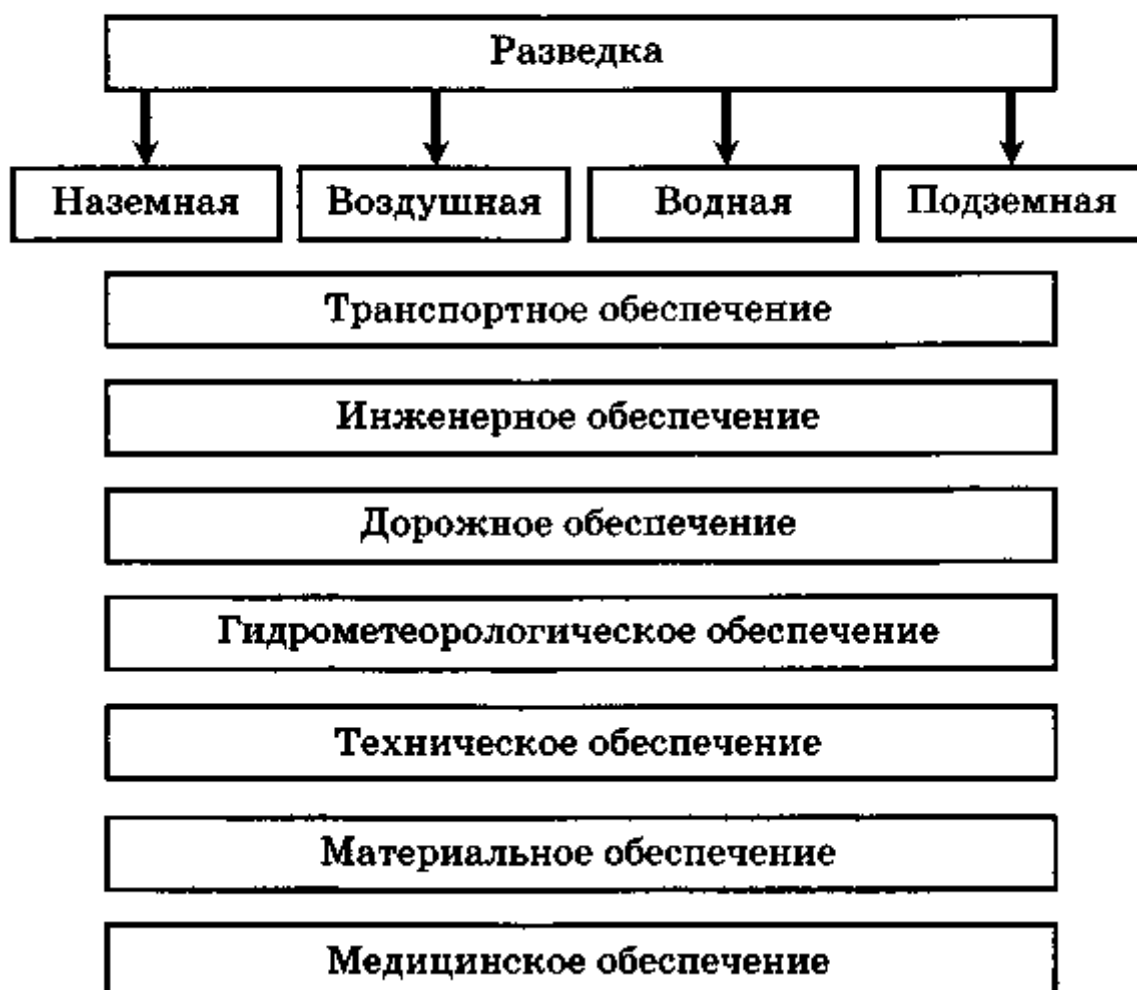 Разведка
Наземная
Воздушная
Водная
Подземная
Транспортное обеспечение
Инженерное обеспечение
Дорожное обеспечение
Гидрометеорологическое обеспечение
Техническое обеспечение
Материальное обеспечение
Медицинское обеспечение